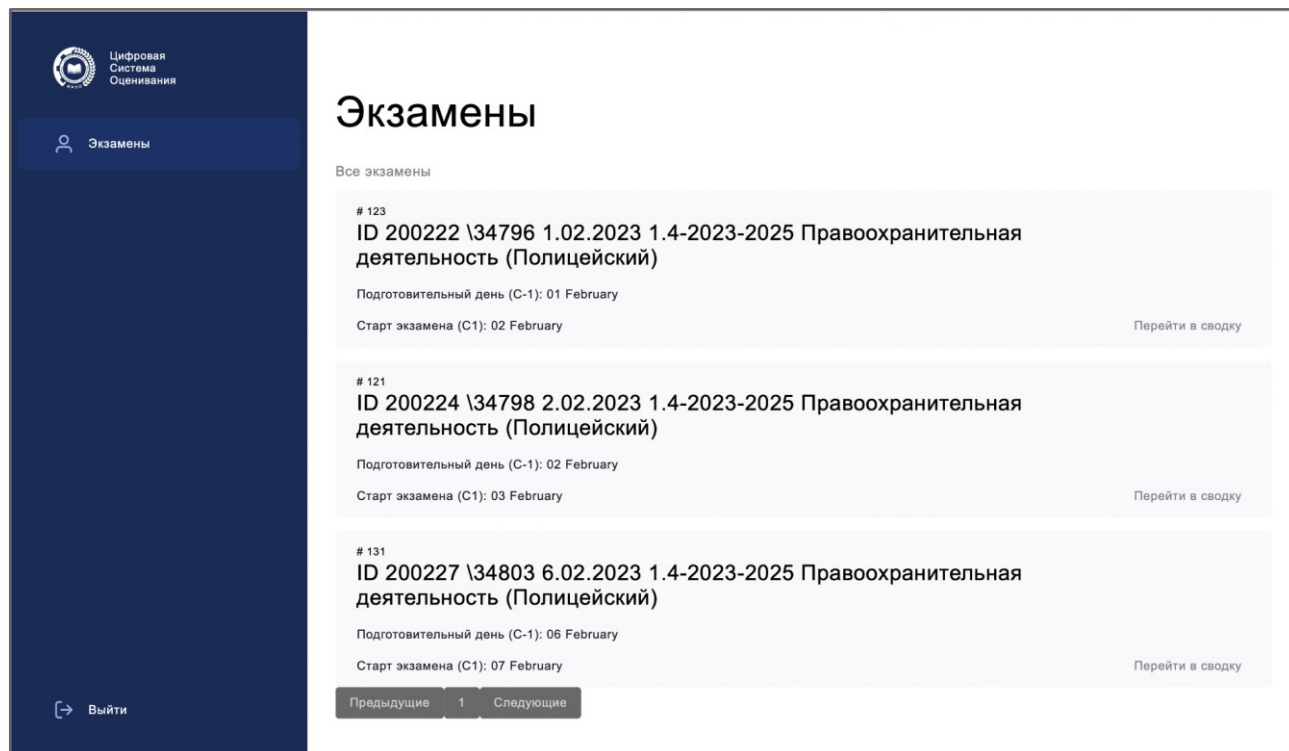 Цифровая
Система
Оценивания
Экзамены
Выйти
Экзамены
Все экзамены
# 123
ID 200222 \34796 1.02.2023 1.4-2023-2025 Правоохранительная
деятельность (Полицейский)
Подготовительный день (С-1): 01 February
Старт экзамена (С1): 02 February
Перейти в сводку
# 121
ID 200224 \34798 2.02.2023 1.4-2023-2025 Правоохранительная
деятельность (Полицейский)
Подготовительный день (С-1): 02 February
Старт экзамена (С1): 03 February
Перейти в сводку
# 131
ID 200227 \34803 6.02.2023 1.4-2023-2025 Правоохранительная
деятельность (Полицейский)
Подготовительный день (С-1): 06 February
Старт экзамена (С1): 07 February
Перейти в сводку
Предыдущие 1 Следующие